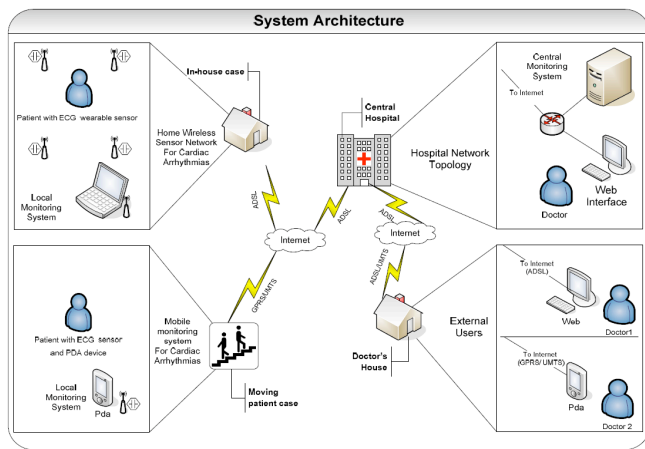 System Architecture
Patient with ECG wearable sensor
Local
Monitoring
System
In-house case
Home Wireless
Sensor Network
For Cardiac
Arrhythmias
Central
Hospital
Hospital Network
Topology
Central
Monitoring
System
To Internet
Web
Interface
Doctor
ADSL
ADSL
ADSL
Internet
Internet
GPRS/UMTS
ADSL/UMTS
Patient with ECG sensor
and PDA device
Local
Monitoring
System
Pda
Mobile
monitoring
system
For Cardiac
Arrhythmias
Moving
patient case
Doctor's
House
External
Users
To Internet
(ADSL)
Web
Doctor1
To Internet
(GPRS/ UMTS)
Pda
Doctor 2